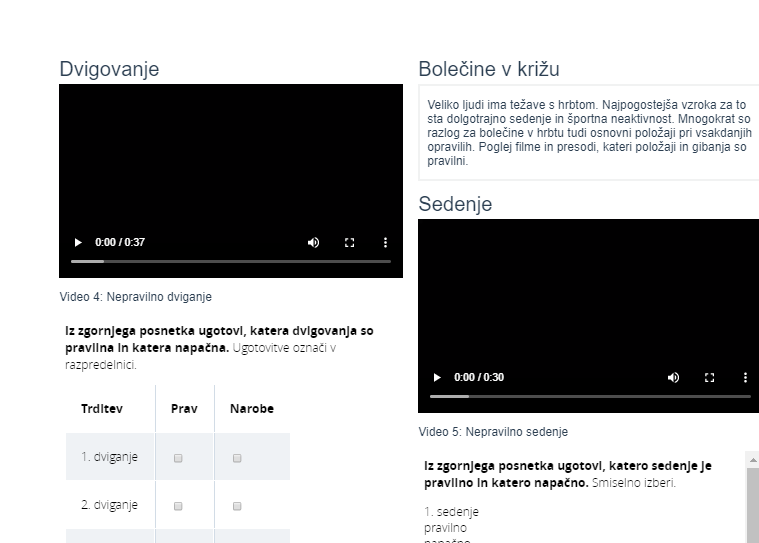 Dvigovanje
0:00 / 0:37
Video 4: Nepravilno dviganje
Iz zgornjega posnetka ugotovi, katera dvigovanja so
pravilna in katera napačna. Ugotovitve označi v
razpredelnici.
Trditev Prav Narobe
1. dviganje
2. dviganje
Bolečine v križu
Veliko ljudi ima težave s hrbtom. Najpogostejša vzroka za to
sta dolgotrajno sedenje in športna neaktivnost. Mnogokrat so
razlog za bolečine v hrbtu tudi osnovni položaji pri vsakdanjih
opravilih. Poglej filme in presodi, kateri položaji in gibanja so
pravilni.
Sedenje
0:00 / 0:30
Video 5: Nepravilno sedenje
Iz zgornjega posnetka ugotovi, katero sedenje je
pravilno in katero napačno. Smiselno izberi.
1. sedenje
pravilno
napačno